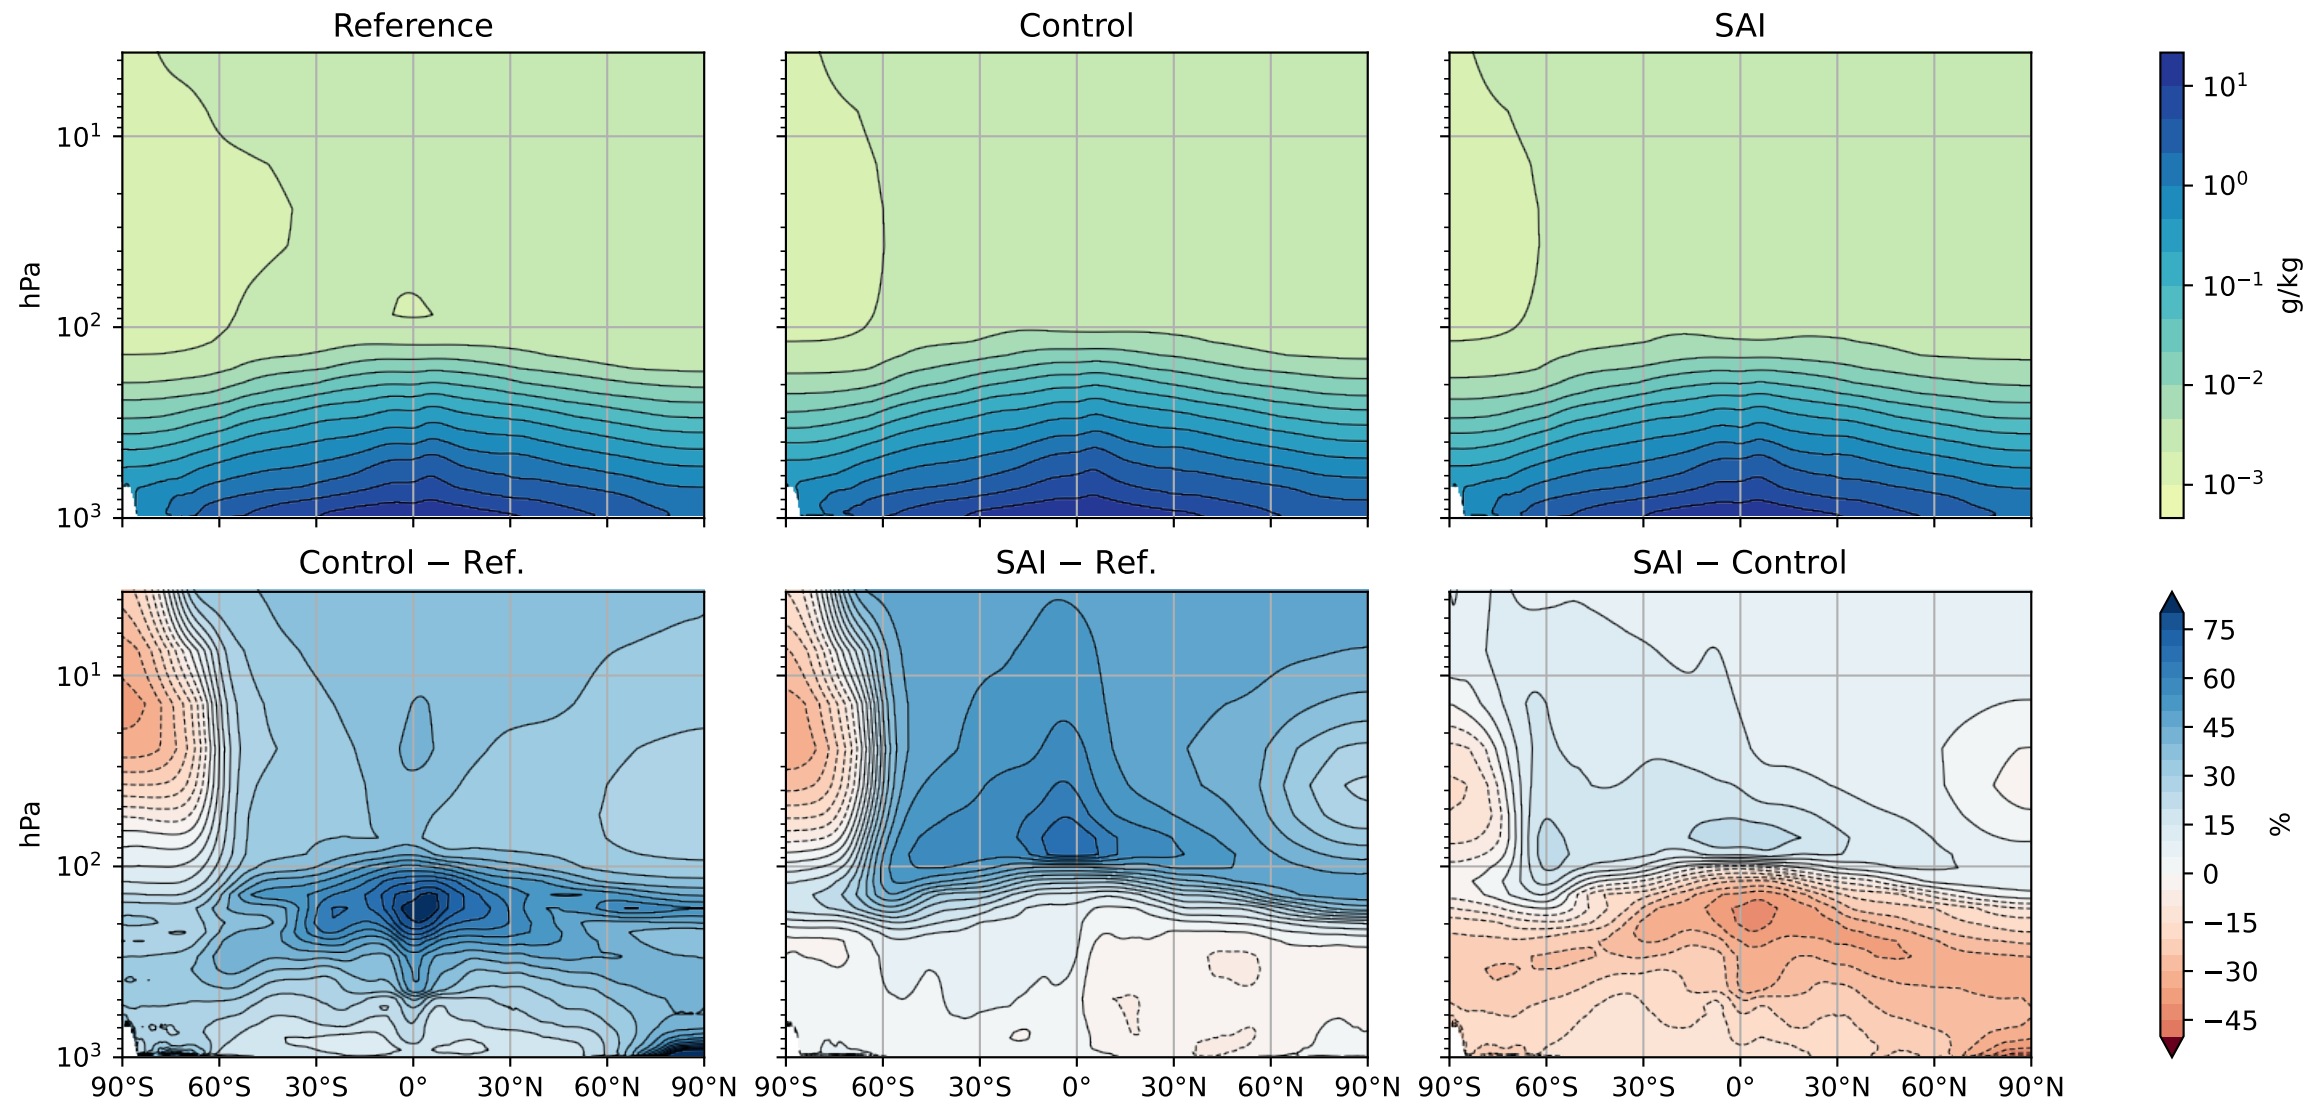 Reference
Control
SAI
hPa
10¹
10²
10³
10¹
10⁰
10⁻¹
10⁻²
10⁻³
g/kg
Control − Ref.
SAI − Ref.
SAI − Control
hPa
10¹
10²
10³
90°S 60°S 30°S 0° 30°N 60°N 90°N
90°S 60°S 30°S 0° 30°N 60°N 90°N
90°S 60°S 30°S 0° 30°N 60°N 90°N
75
60
45
30
15
0
−15
−30
−45
%